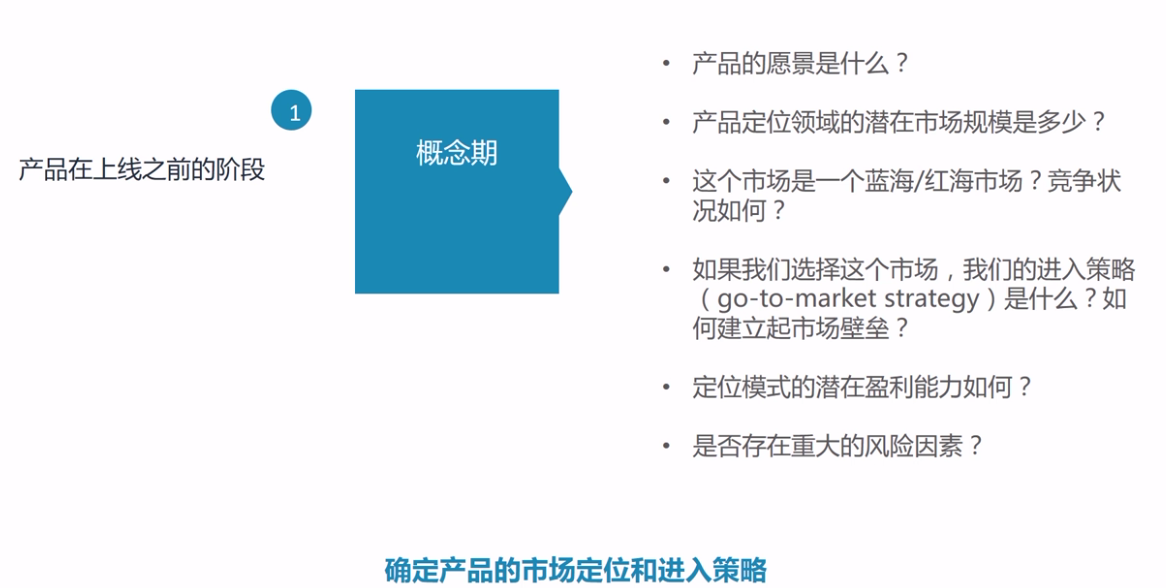 1
产品在上线之前的阶段
概念期
• 产品的愿景是什么？
• 产品定位领域的潜在市场规模是多少？
• 这个市场是一个蓝海/红海市场？竞争状
况如何？
• 如果我们选择这个市场，我们的进入策略
（go-to-market strategy）是什么？如
何建立起市场壁垒？
• 定位模式的潜在盈利能力如何？
• 是否存在重大的风险因素？
确定产品的市场定位和进入策略